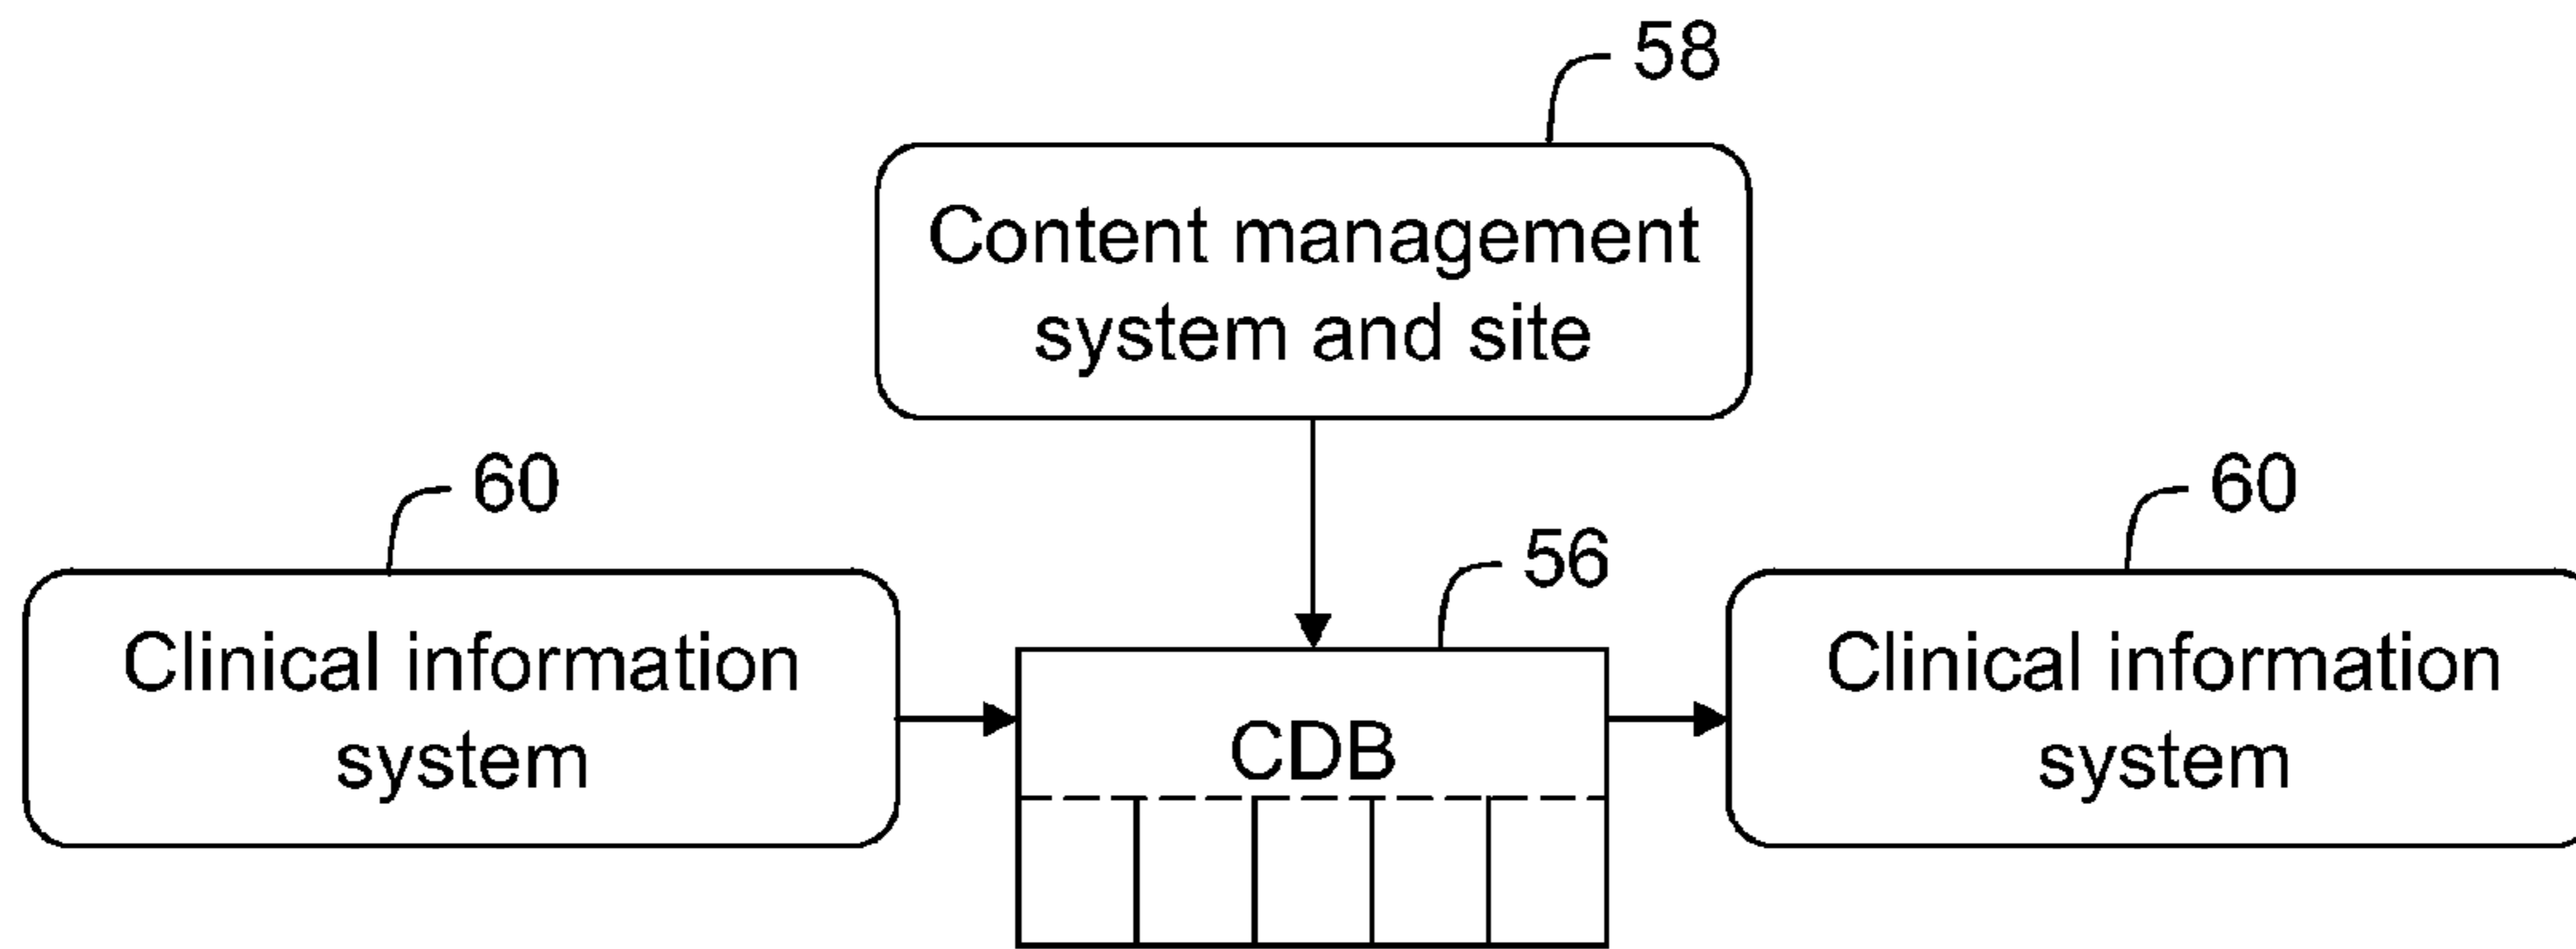 58
Content management
system and site
60
Clinical information
system
56
CDB
60
Clinical information
system